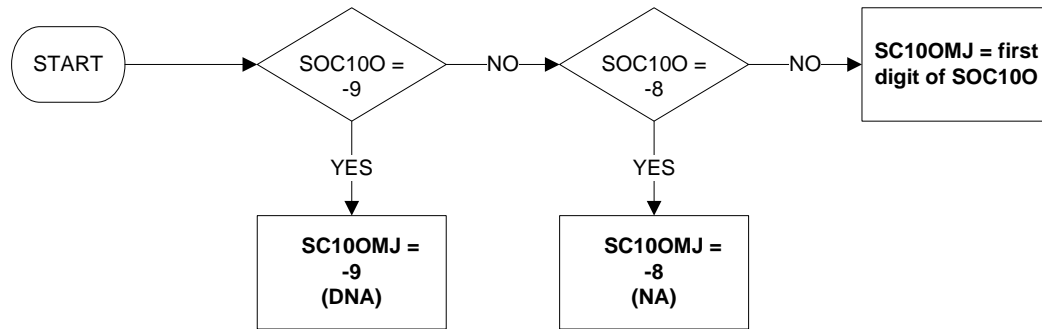 START
SOC10O =
-9
NO
SOC10O =
-8
NO
SC10OMJ = first
digit of SOC10O
YES
YES
SC10OMJ =
-9
(DNA)
SC10OMJ =
-8
(NA)